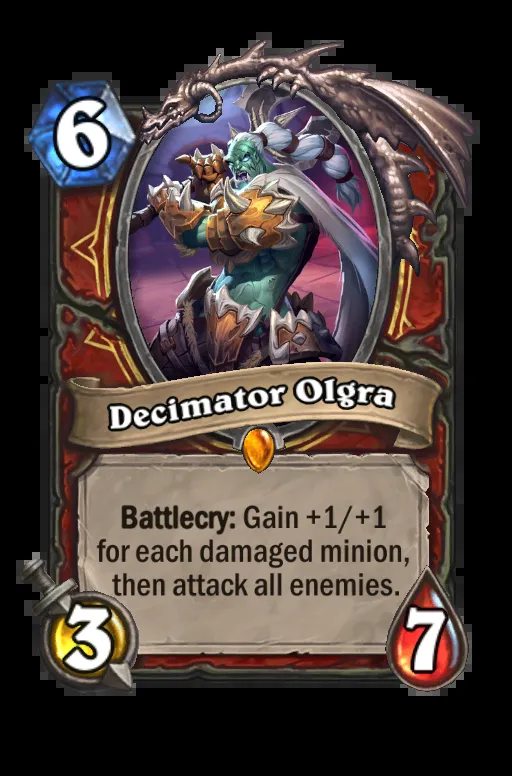 6
Decimator Olgra
Battlecry: Gain +1/+1
for each damaged minion,
then attack all enemies.
3
7